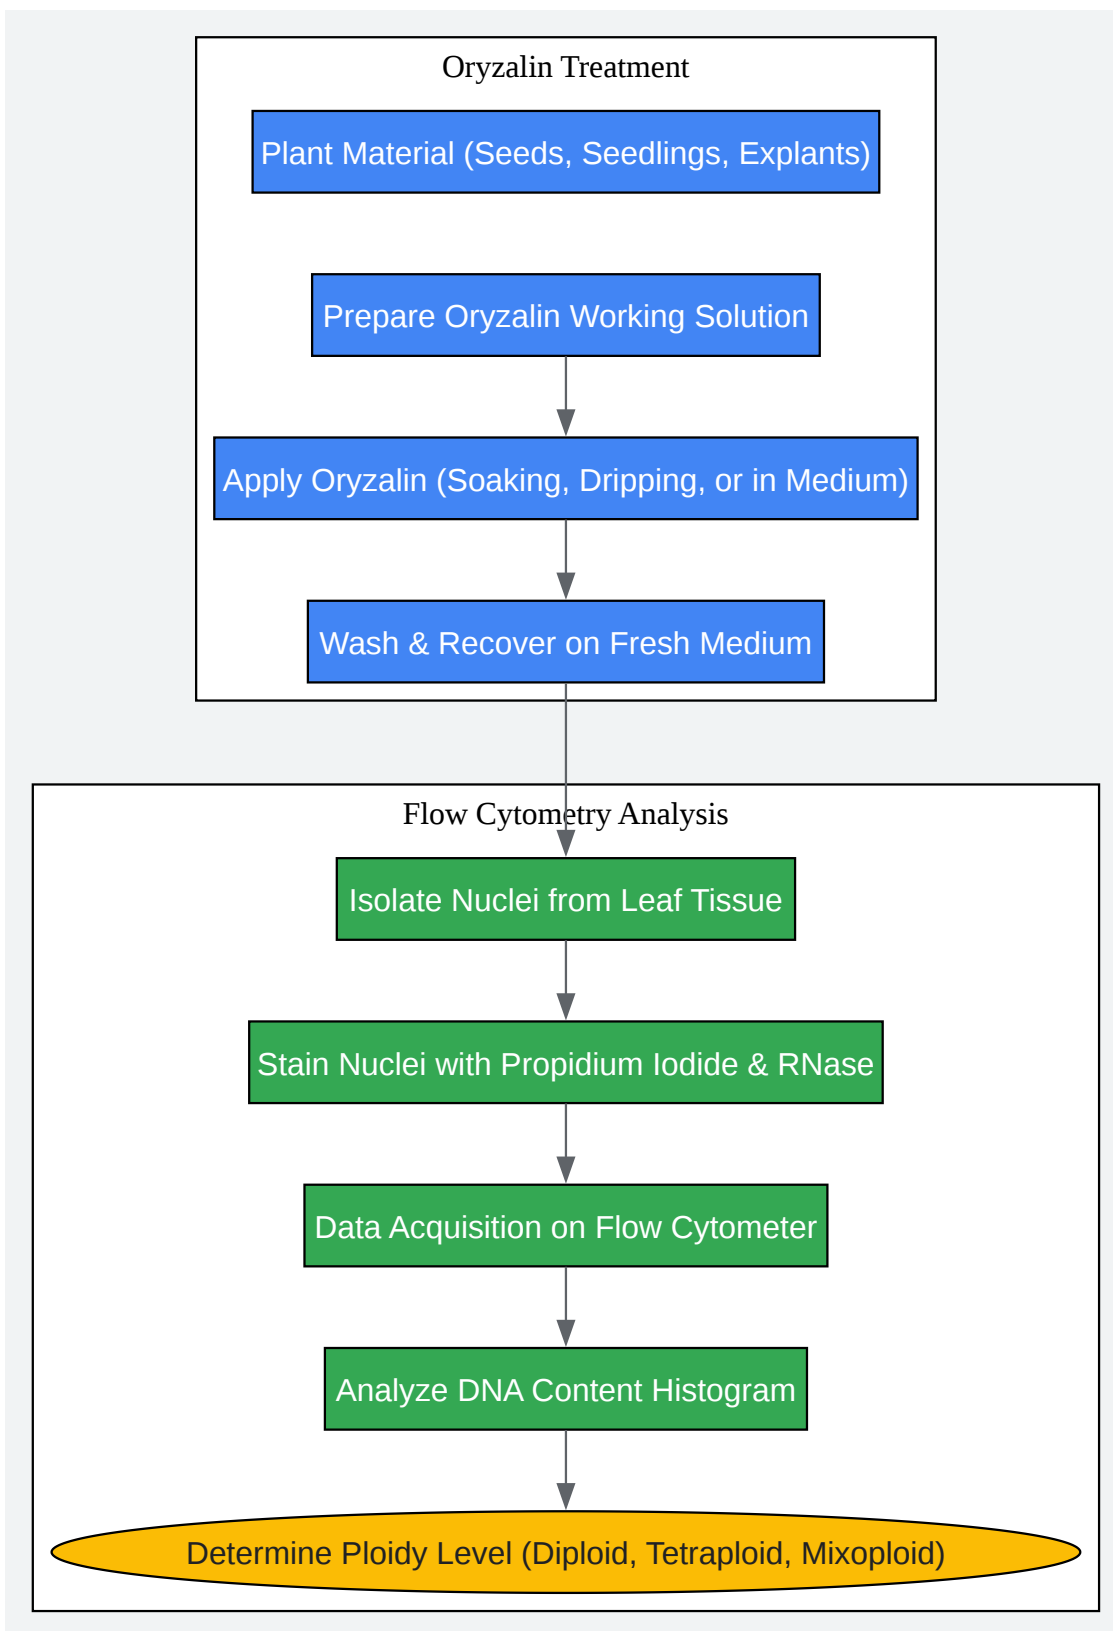 Oryzalin Treatment
Plant Material (Seeds, Seedlings, Explants)
Prepare Oryzalin Working Solution
Apply Oryzalin (Soaking, Dripping, or in Medium)
Wash & Recover on Fresh Medium
Flow Cytometry Analysis
Isolate Nuclei from Leaf Tissue
Stain Nuclei with Propidium Iodide & RNase
Data Acquisition on Flow Cytometer
Analyze DNA Content Histogram
Determine Ploidy Level (Diploid, Tetraploid, Mixoploid)